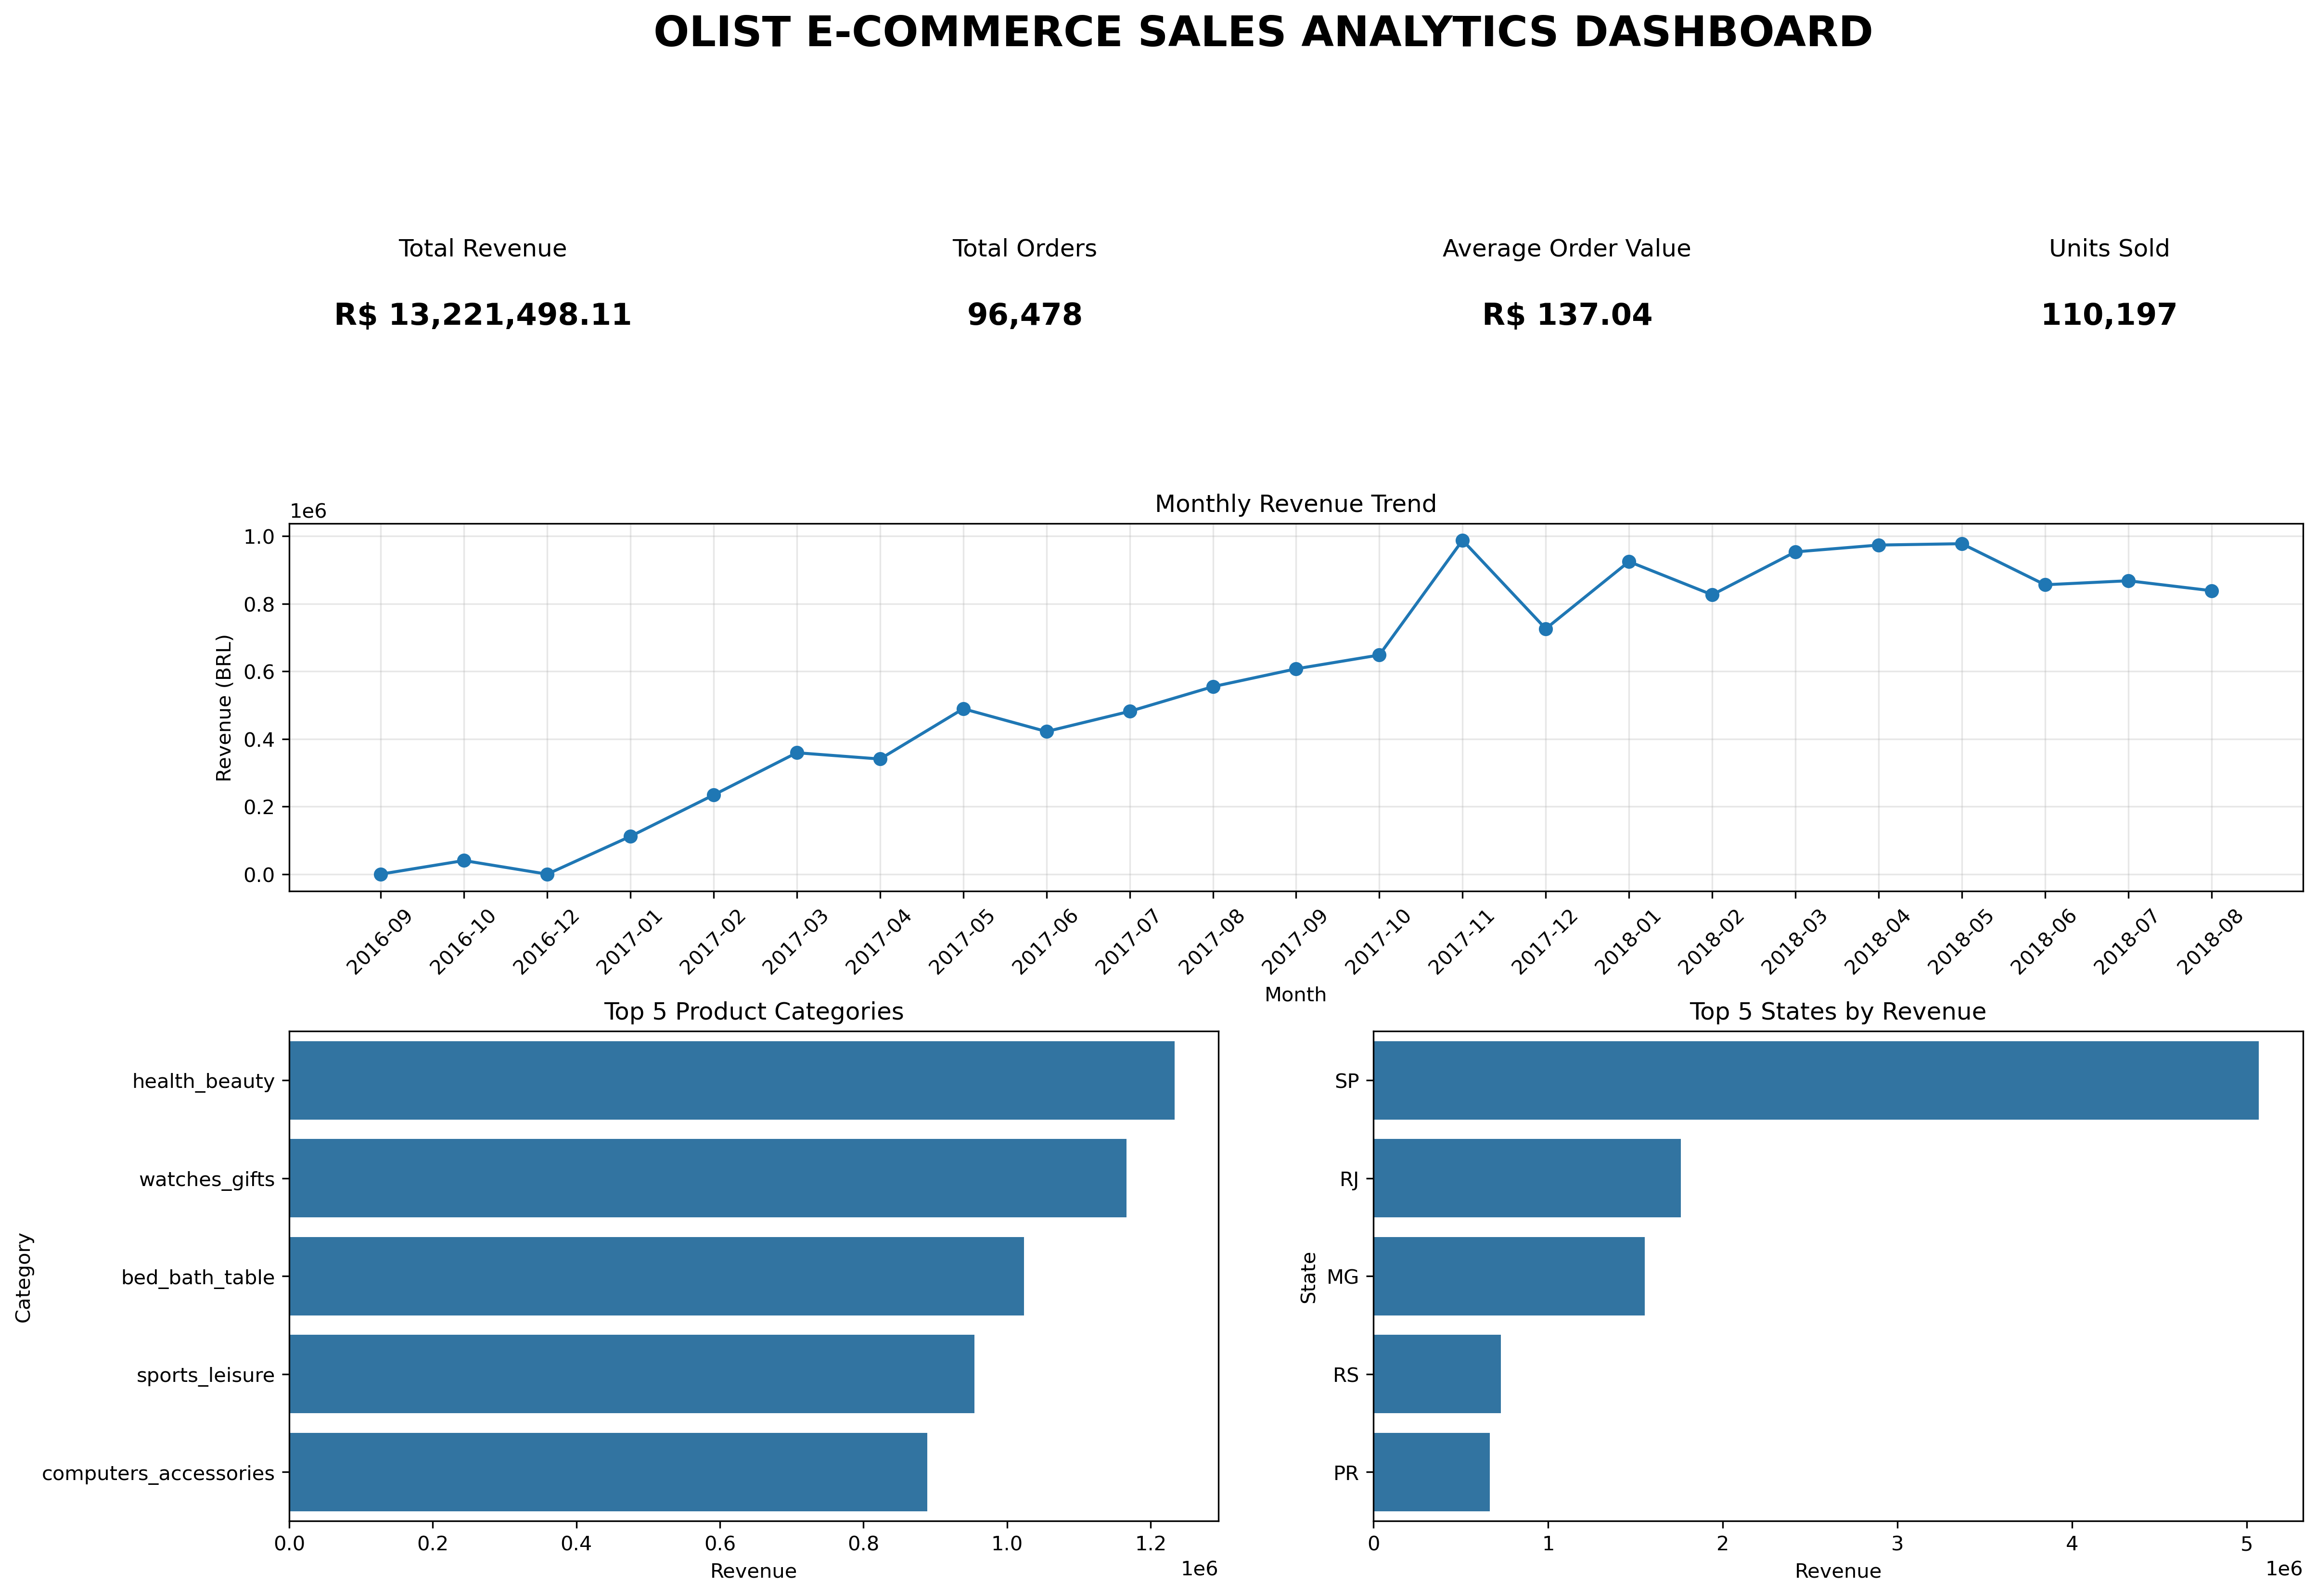 OLIST E-COMMERCE SALES ANALYTICS DASHBOARD
Total Revenue
R$ 13,221,498.11
Total Orders
96,478
Average Order Value
R$ 137.04
Units Sold
110,197
Monthly Revenue Trend
1e6
Revenue (BRL)
1.0
0.8
0.6
0.4
0.2
0.0
2016-09
2016-10
2016-12
2017-01
2017-02
2017-03
2017-04
2017-05
2017-06
2017-07
2017-08
2017-09
2017-10
2017-11
2017-12
2018-01
2018-02
2018-03
2018-04
2018-05
2018-06
2018-07
2018-08
Month
Top 5 Product Categories
Category
health_beauty
watches_gifts
bed_bath_table
sports_leisure
computers_accessories
0.0 0.2 0.4 0.6 0.8 1.0 1.2
1e6
Revenue
Top 5 States by Revenue
State
SP
RJ
MG
RS
PR
0 1 2 3 4 5
1e6
Revenue